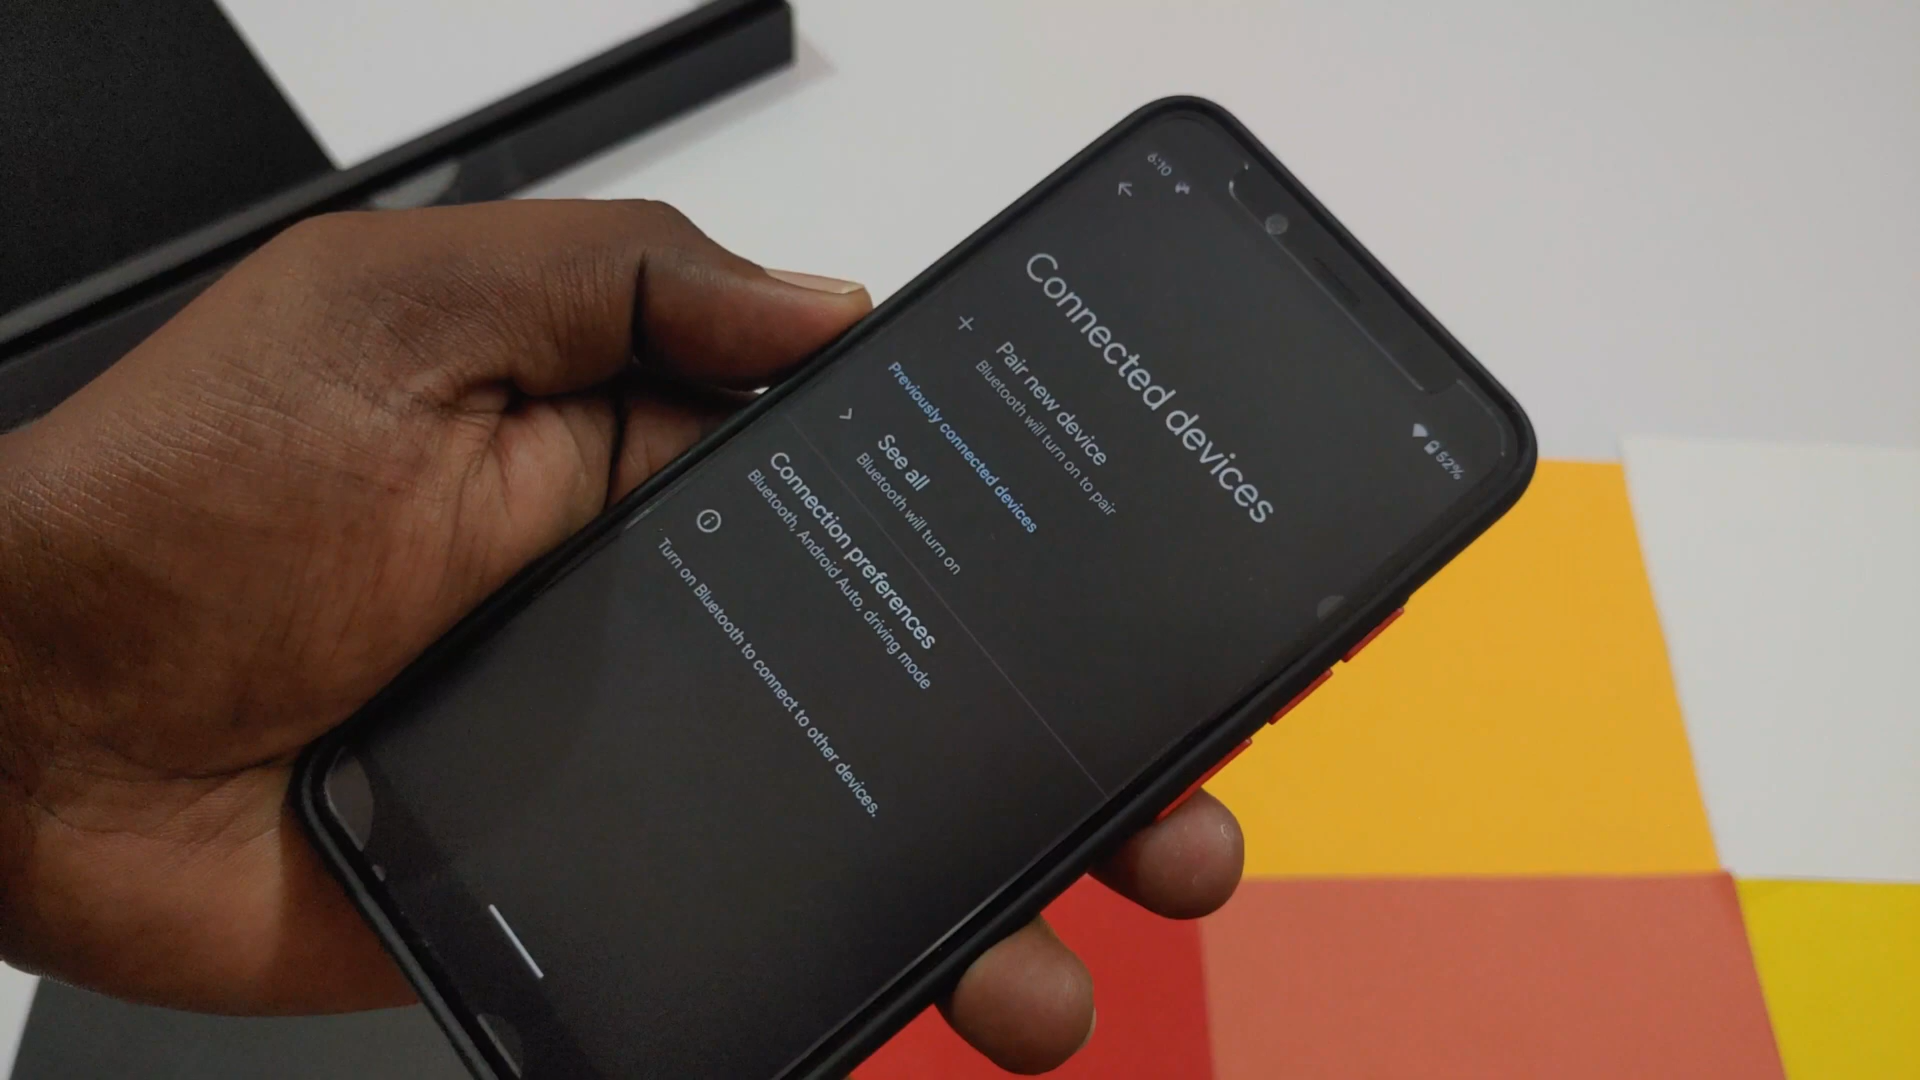 6:10
52%
Connected devices
Pair new device
Bluetooth will turn on to pair
Previously connected devices
See all
Bluetooth will turn on
Connection preferences
Bluetooth, Android Auto, driving mode
Turn on Bluetooth to connect to other devices.